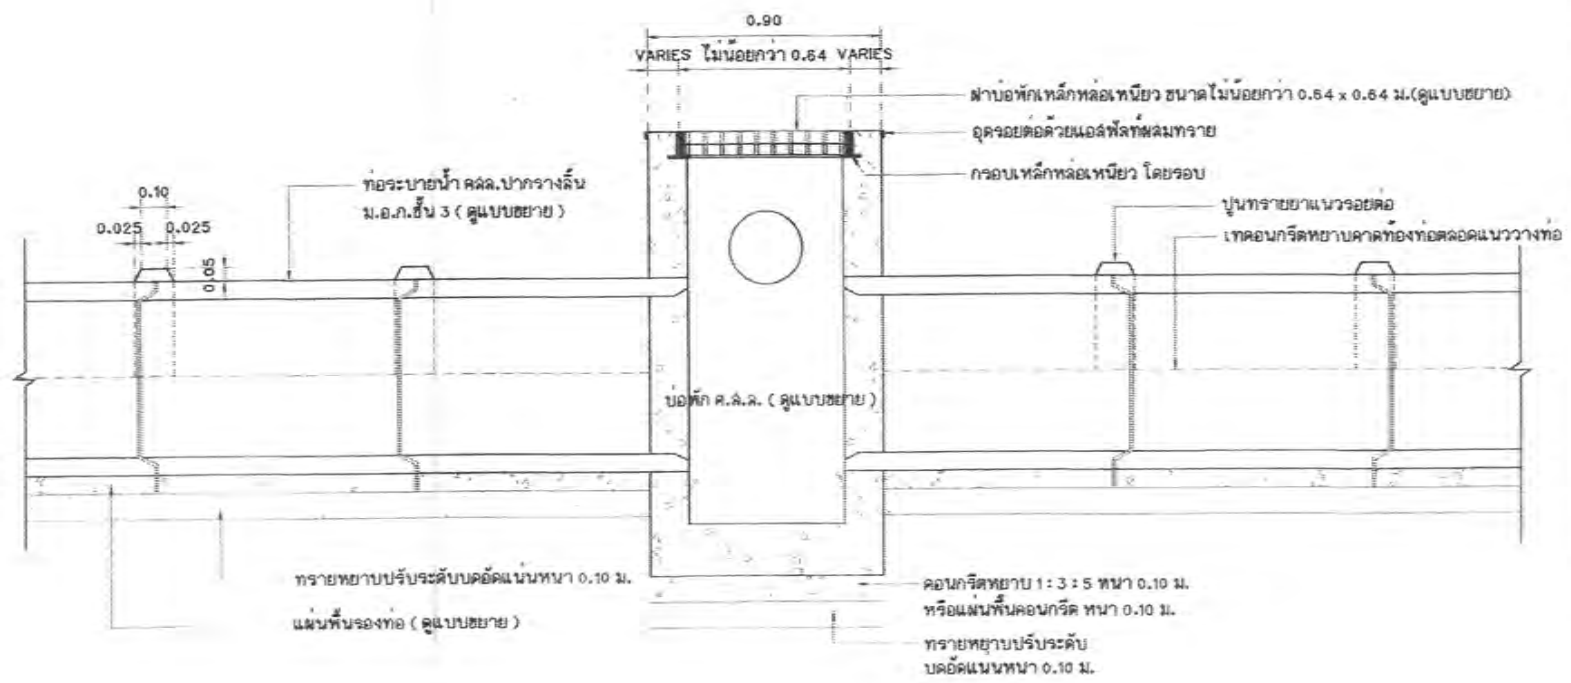 0.90
VARIES ไม่น้อยกว่า 0.64 VARIES
ฝาบ่อพักเหล็กหล่อเหนียว ขนาดไม่น้อยกว่า 0.64 x 0.64 ม.(ดูแบบขยาย)
อุดรอยต่อด้วยแอสฟัลท์ผสมทราย
กรอบเหล็กหล่อเหนียว โดยรอบ
ท่อระบายน้ำ คสล.ปากรางลิ้น
ม.อ.ก.ชั้น 3 ( ดูแบบขยาย )
0.10
0.025 0.025
0.05
ปูนทรายยาแนวรอยต่อ
เทคอนกรีตหยาบคาดท้องท่อตลอดแนววางท่อ
บ่อพัก ค.ส.ล. ( ดูแบบขยาย )
ทรายหยาบปรับระดับบดอัดแน่นหนา 0.10 ม.
แผ่นพื้นรองท่อ ( ดูแบบขยาย )
คอนกรีตหยาบ 1 : 3 : 5 หนา 0.10 ม.
หรือแผ่นพื้นคอนกรีต หนา 0.10 ม.
ทรายหยาบปรับระดับ
บดอัดแน่นหนา 0.10 ม.